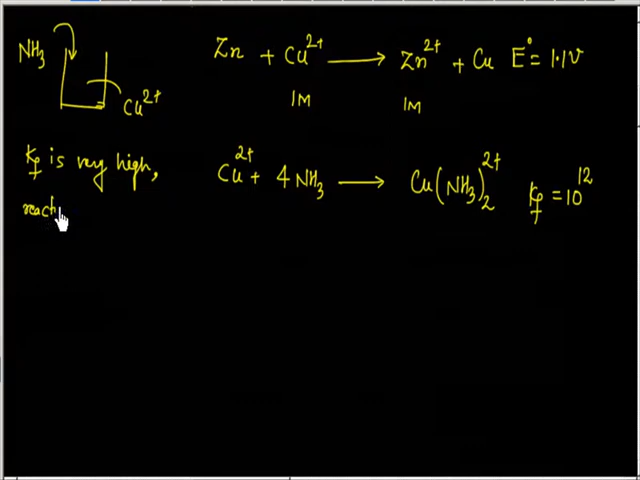 NH3 Zn + Cu2+ ⟶ Zn2+ + Cu E° = 1.1V
Cu2+ 1M 1M
Kf is very high, Cu2+ + 4 NH3 ⟶ Cu(NH3)2 2+ Kf = 10^12
react